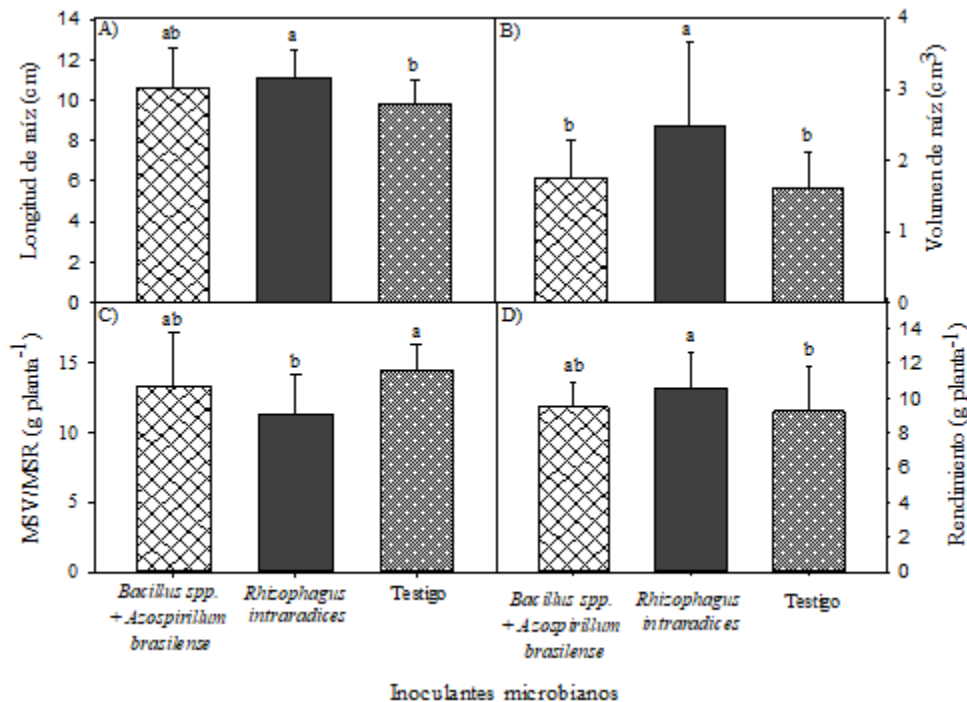 A)
B)
14
12
10
8
6
4
2
0
Longitud de raíz (cm)
ab
a
b
b
a
b
4
3
2
1
0
Volumen de raíz (cm³)
C)
D)
15
10
5
0
MSV/MSR (g planta⁻¹)
ab
b
a
ab
a
b
14
12
10
8
6
4
2
0
Rendimiento (g planta⁻¹)
Bacillus spp.
+ Azospirillum
brasilense
Rhizophagus
intraradices
Testigo
Bacillus spp.
+ Azospirillum
brasilense
Rhizophagus
intraradices
Testigo
Inoculantes microbianos